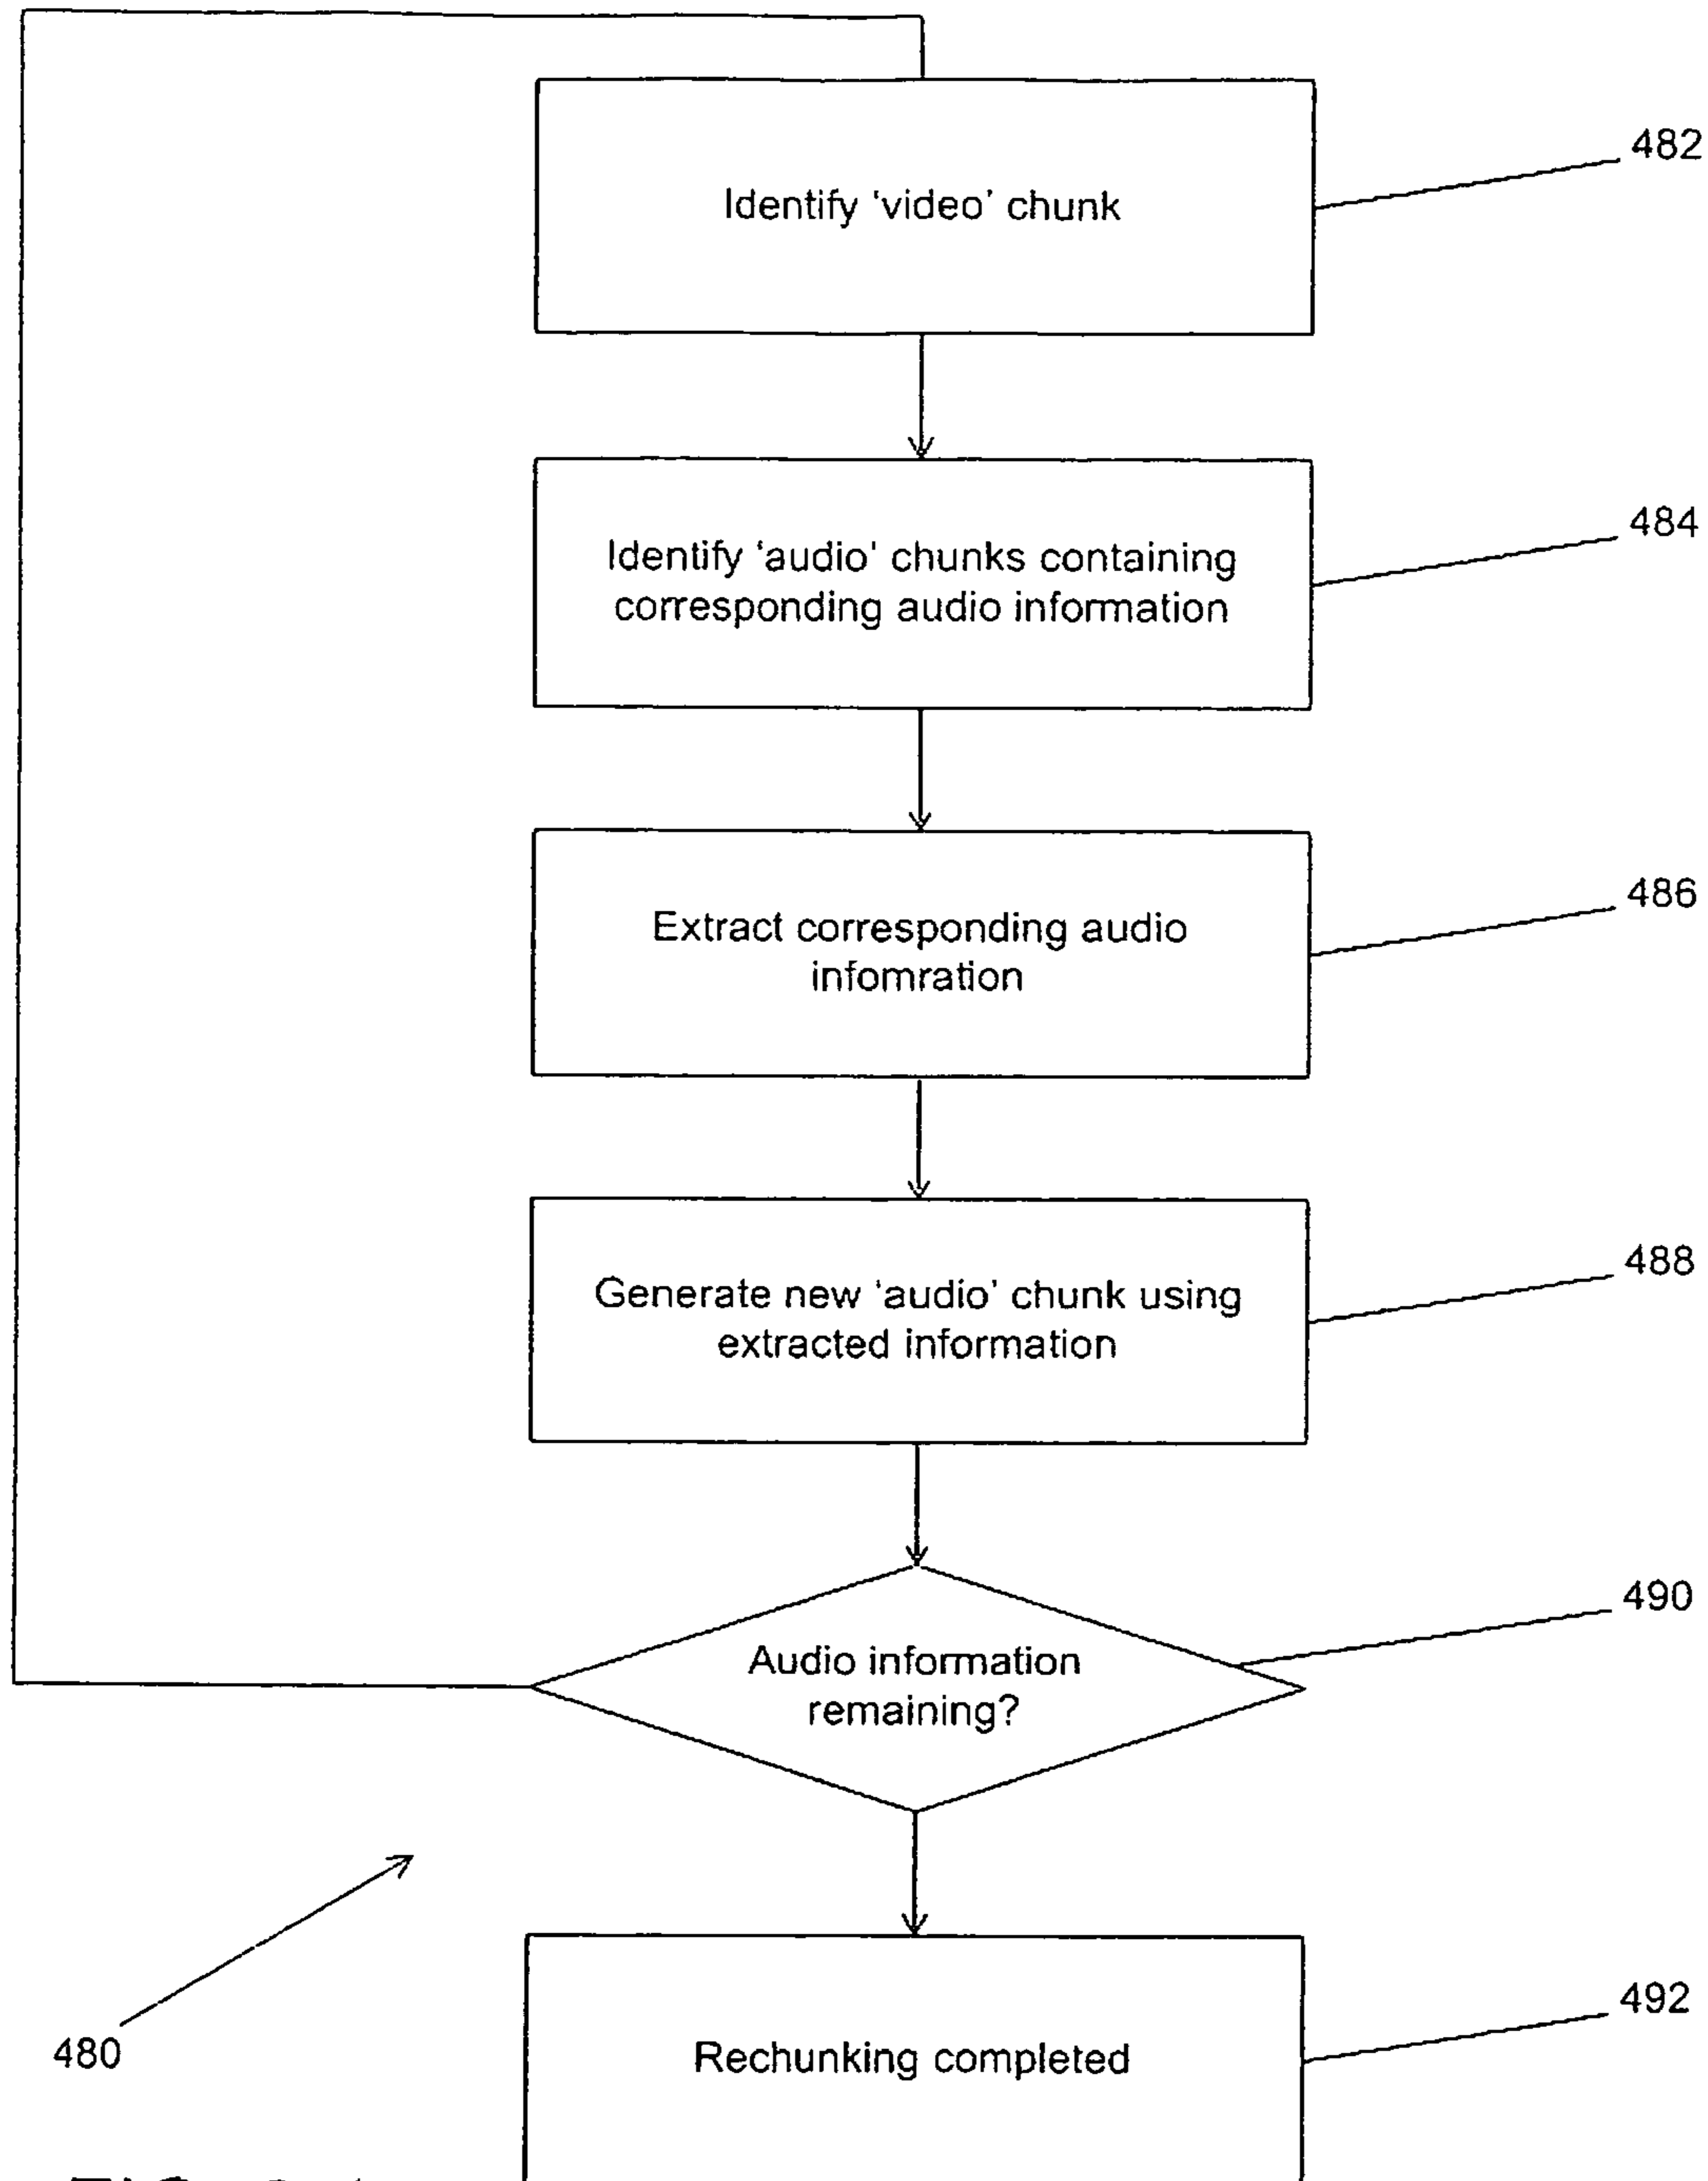 482
Identify ‘video’ chunk
484
Identify ‘audio’ chunks containing
corresponding audio information
486
Extract corresponding audio
infomration
488
Generate new ‘audio’ chunk using
extracted information
490
Audio information
remaining?
492
480
Rechunking completed